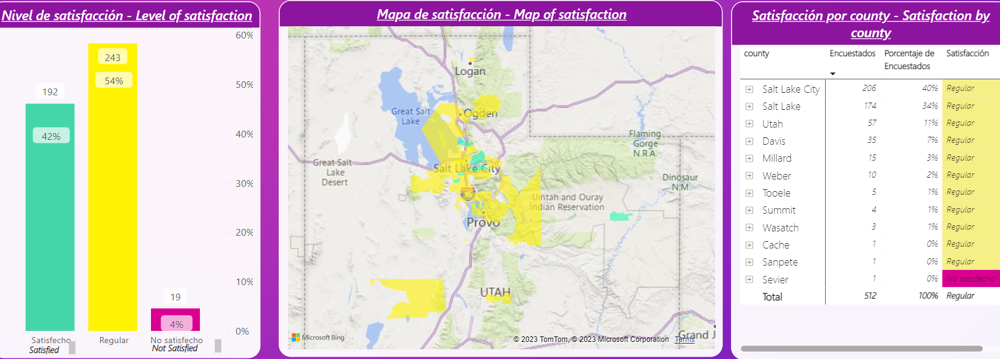 Nivel de satisfacción - Level of satisfaction
60%
50%
40%
30%
20%
10%
0%
192
42%
243
54%
19
4%
Satisfecho
Satisfied
Regular
No satisfecho
Not Satisfied
Mapa de satisfacción - Map of satisfaction
Logan
Great Salt
Lake
Ogden
Flaming
Gorge
N.R.A.
Great Salt
Lake
Desert
Salt Lake City
Dinosaur
N.M.
15
Uintah and Ouray
Indian Reservation
Provo
UTAH
Microsoft Bing
© 2023 TomTom, © 2023 Microsoft Corporation Terms
Grand J
Satisfacción por county - Satisfaction by
county
county Encuestados Porcentaje de Encuestados Satisfacción
Salt Lake City 206 40% Regular
Salt Lake 174 34% Regular
Utah 57 11% Regular
Davis 35 7% Regular
Millard 15 3% Regular
Weber 10 2% Regular
Tooele 5 1% Regular
Summit 4 1% Regular
Wasatch 3 1% Regular
Cache 1 0% Regular
Sanpete 1 0% Regular
Sevier 1 0% No satisfecho
Total 512 100% Regular